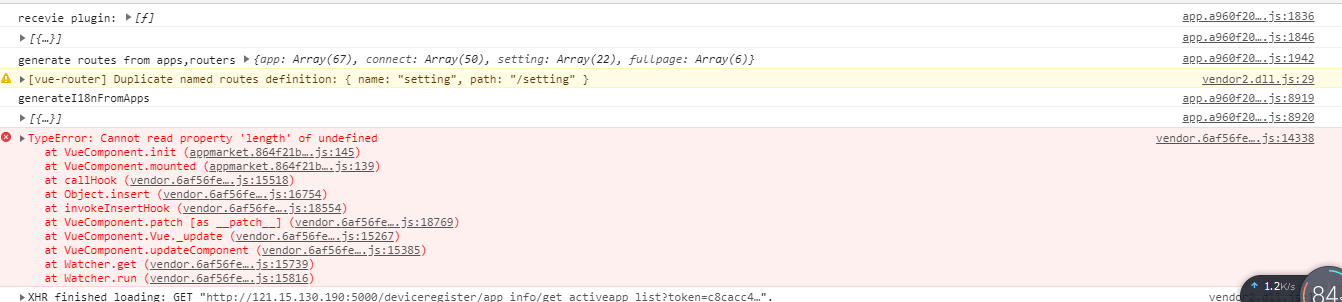 recevie plugin: ▶[ƒ] app.a960f20….js:1836
▶[{…}] app.a960f20….js:1846
generate routes from apps,routers ▶{app: Array(67), connect: Array(50), setting: Array(22), fullpage: Array(6)} app.a960f20….js:1942
▶[vue-router] Duplicate named routes definition: { name: "setting", path: "/setting" } vendor2.dll.js:29
generateI18nFromApps app.a960f20….js:8919
▶[{…}] app.a960f20….js:8920
▶TypeError: Cannot read property 'length' of undefined vendor.6af56fe….js:14338
at VueComponent.init (appmarket.864f21b….js:145)
at VueComponent.mounted (appmarket.864f21b….js:139)
at callHook (vendor.6af56fe….js:15518)
at Object.insert (vendor.6af56fe….js:16754)
at invokeInsertHook (vendor.6af56fe….js:18554)
at VueComponent.patch [as __patch__] (vendor.6af56fe….js:18769)
at VueComponent.Vue._update (vendor.6af56fe….js:15267)
at VueComponent.updateComponent (vendor.6af56fe….js:15385)
at Watcher.get (vendor.6af56fe….js:15739)
at Watcher.run (vendor.6af56fe….js:15816)
▶XHR finished loading: GET "http://121.15.130.190:5000/deviceregister/app_info/get_activeapp_list?token=c8cacc4…".
↑ 1.2K/s
84